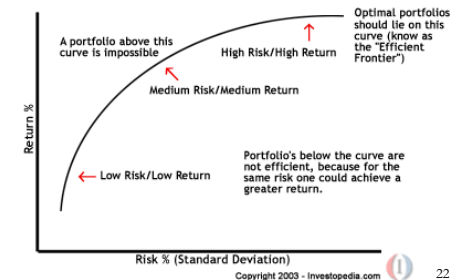 Optimal portfolios
should lie on this
curve (know as
the "Efficient
Frontier")
A portfolio above this
curve is impossible
High Risk/High Return
Medium Risk/Medium Return
Low Risk/Low Return
Portfolio's below the curve are
not efficient, because for the
same risk one could achieve a
greater return.
Return %
Risk % (Standard Deviation)
Copyright 2003 - Investopedia.com
22